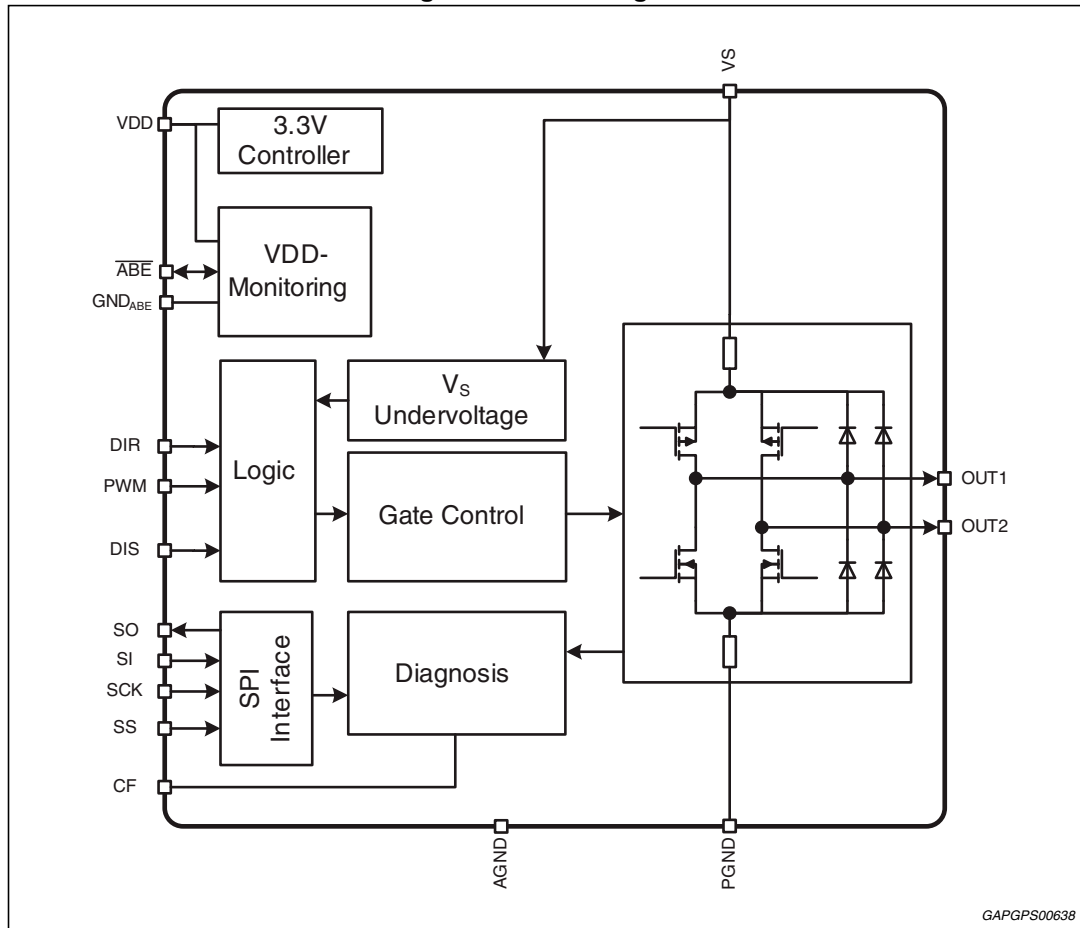 VS
VDD
3.3V
Controller
VDD-
Monitoring
ABE
GNDABE
VS
Undervoltage
DIR
PWM
DIS
Logic
Gate Control
OUT1
OUT2
SO
SI
SCK
SS
SPI
Interface
Diagnosis
CF
AGND
PGND
GAPGPS00638